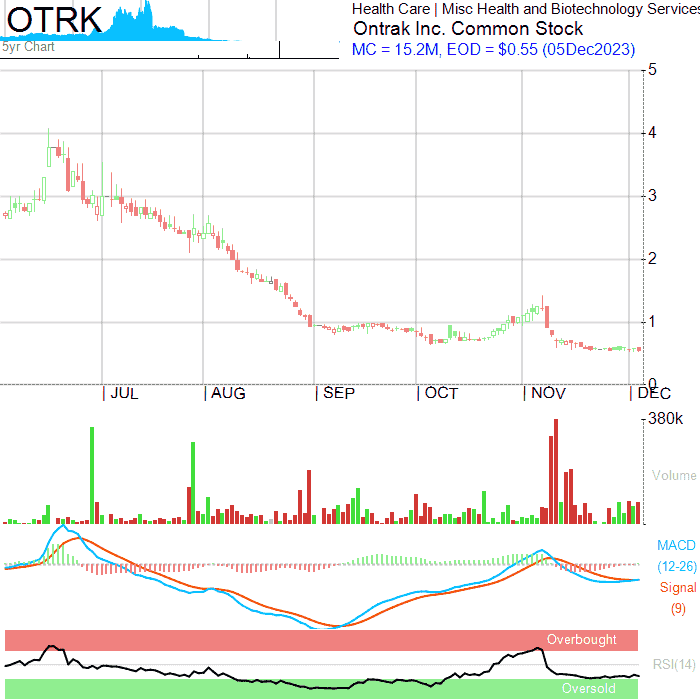 OTRK
5yr Chart
Health Care | Misc Health and Biotechnology Services
Ontrak Inc. Common Stock
MC = 15.2M, EOD = $0.55 (05Dec2023)
5
4
3
2
1
0
| JUL | AUG | SEP | OCT | NOV | DEC
380k
Volume
MACD
(12-26)
Signal
(9)
Overbought
RSI(14)
Oversold